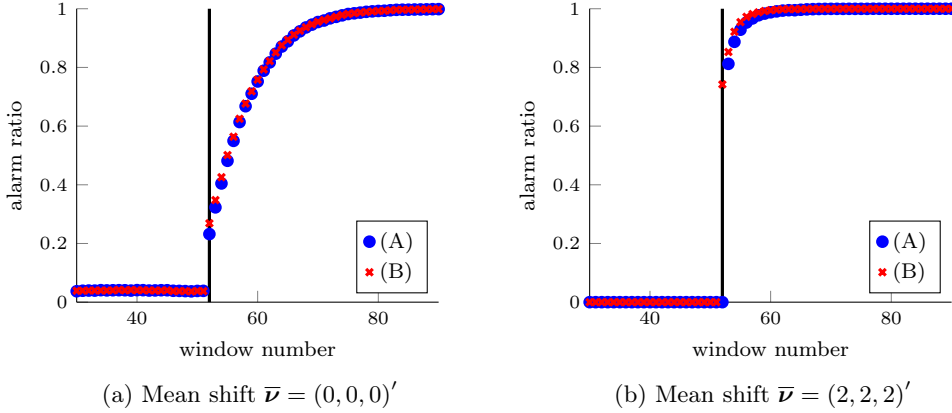 1
0.8
0.6
0.4
0.2
0
alarm ratio
(A)
(B)
40 60 80
window number
(a) Mean shift ν̅ = (0, 0, 0)′
1
0.8
0.6
0.4
0.2
0
alarm ratio
(A)
(B)
40 60 80
window number
(b) Mean shift ν̅ = (2, 2, 2)′